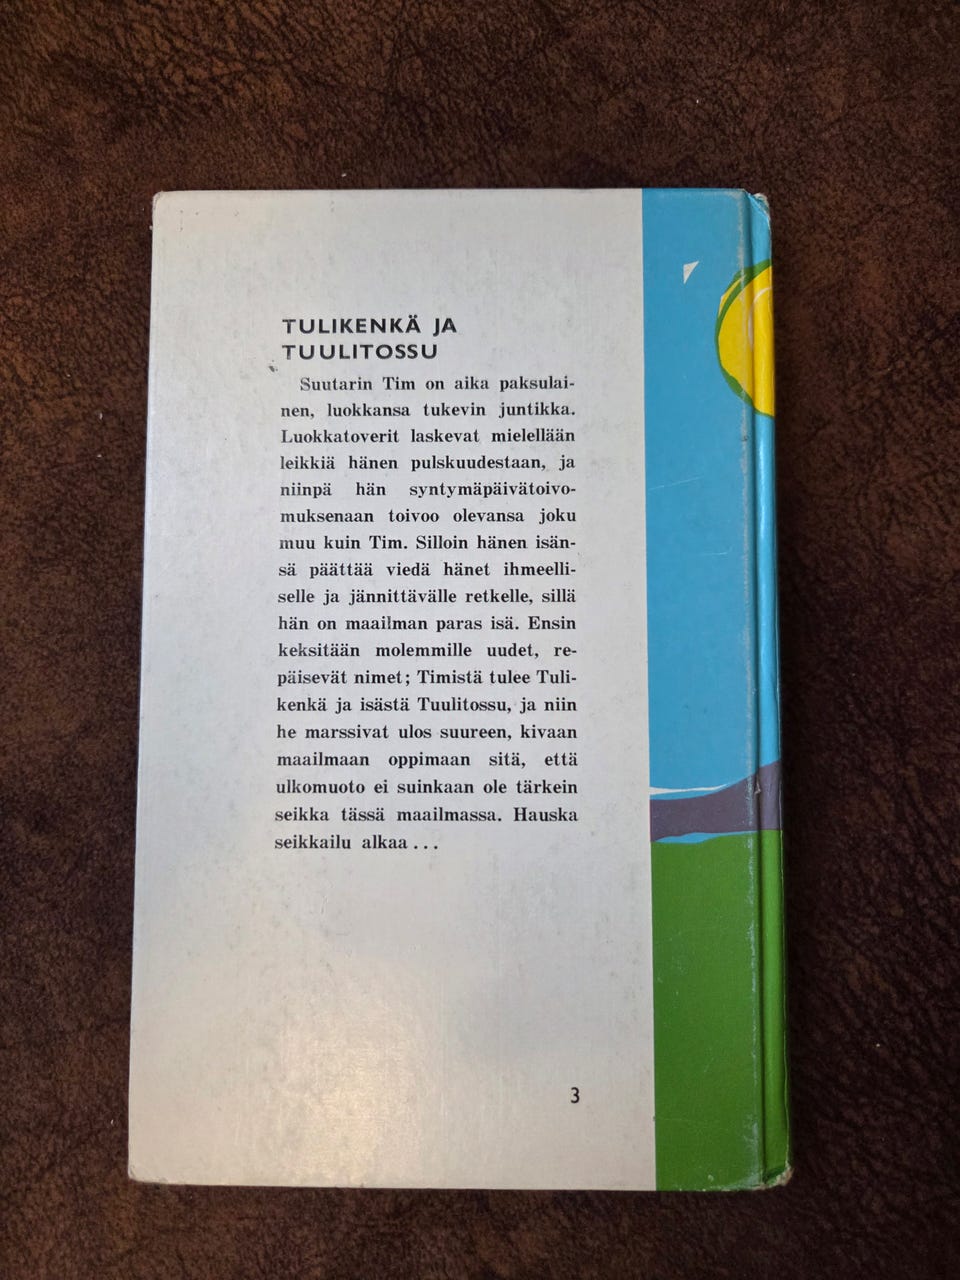 TULIKENKÄ JA
TUULITOSSU
Suutarin Tim on aika paksulai-
nen, luokkansa tukevin juntikka.
Luokkatoverit laskevat mielellään
leikkiä hänen pulskuudestaan, ja
niinpä hän syntymäpäivätoivo-
muksenaan toivoo olevansa joku
muu kuin Tim. Silloin hänen isän-
sä päättää viedä hänet ihmeelli-
selle ja jännittävälle retkelle, sillä
hän on maailman paras isä. Ensin
keksitään molemmille uudet, re-
päisevät nimet; Timistä tulee Tuli-
kenkä ja isästä Tuulitossu, ja niin
he marssivat ulos suureen, kivaan
maailmaan oppimaan sitä, että
ulkomuoto ei suinkaan ole tärkein
seikka tässä maailmassa. Hauska
seikkailu alkaa...
3